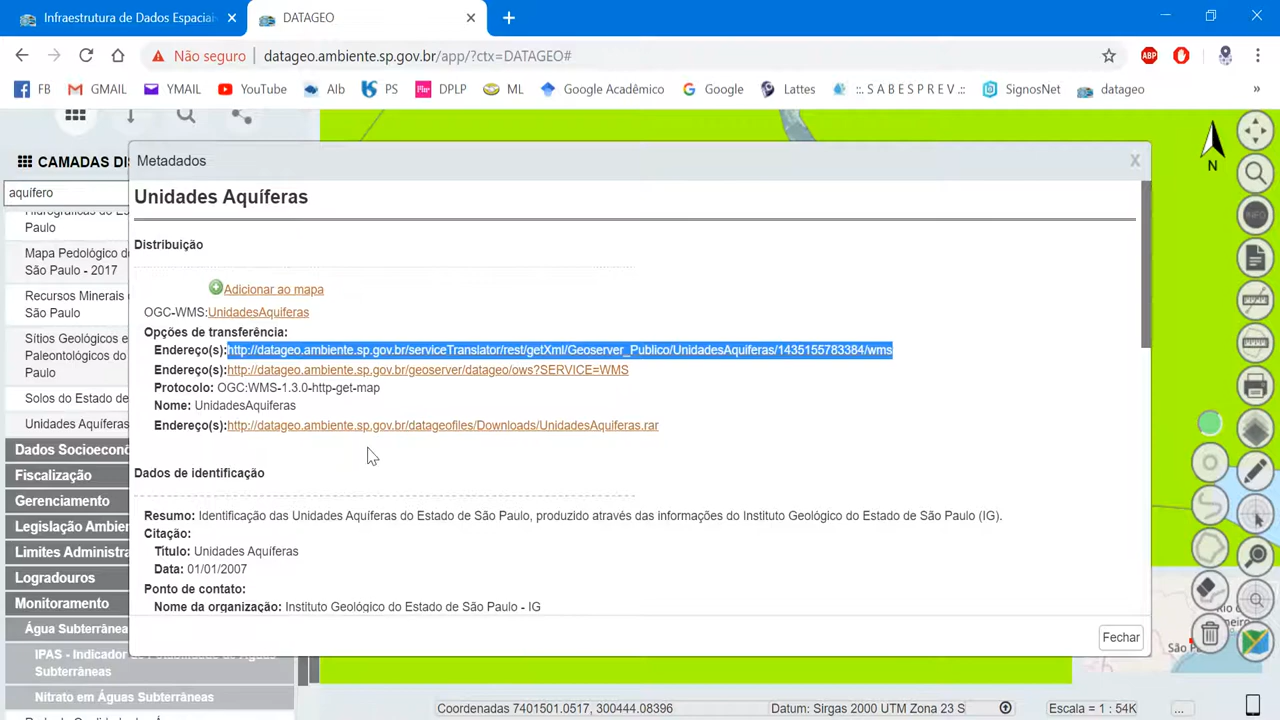 Infraestrutura de Dados Espaciai
DATAGEO
Não seguro | datageo.ambiente.sp.gov.br/app/?ctx=DATAGEO#
ABP
FB GMAIL YMAIL YouTube Alb PS DPLP ML Google Acadêmico Google Lattes .:: S A B E S P R E V .:: SignosNet datageo »
CAMADAS DI
aquífero
Paulo
Mapa Pedológico d
São Paulo - 2017
Recursos Minerais
São Paulo
Sítios Geológicos e
Paleontológicos do
Paulo
Solos do Estado de
Unidades Aquíferas
Dados Socioecon
Fiscalização
Gerenciamento
Legislação Ambien
Limites Administra
Logradouros
Monitoramento
Água Subterrânea
IPAS - Indicador
Subterrâneas
Nitrato em Águas Subterrâneas
Metadados
X
Unidades Aquíferas
Distribuição
Adicionar ao mapa
OGC-WMS:UnidadesAquiferas
Opções de transferência:
Endereço(s):http://datageo.ambiente.sp.gov.br/serviceTranslator/rest/getXml/Geoserver_Publico/UnidadesAquiferas/1435155783384/wms
Endereço(s):http://datageo.ambiente.sp.gov.br/geoserver/datageo/ows?SERVICE=WMS
Protocolo: OGC:WMS-1.3.0-http-get-map
Nome: UnidadesAquiferas
Endereço(s):http://datageo.ambiente.sp.gov.br/datageofiles/Downloads/UnidadesAquiferas.rar
Dados de identificação
Resumo: Identificação das Unidades Aquíferas do Estado de São Paulo, produzido através das informações do Instituto Geológico do Estado de São Paulo (IG).
Citação:
Título: Unidades Aquíferas
Data: 01/01/2007
Ponto de contato:
Nome da organização: Instituto Geológico do Estado de São Paulo - IG
Fechar
N
INFO
Rio
São P
Coordenadas 7401501.0517, 300444.08396
Datum: Sirgas 2000 UTM Zona 23 S
Escala = 1 : 54K
...